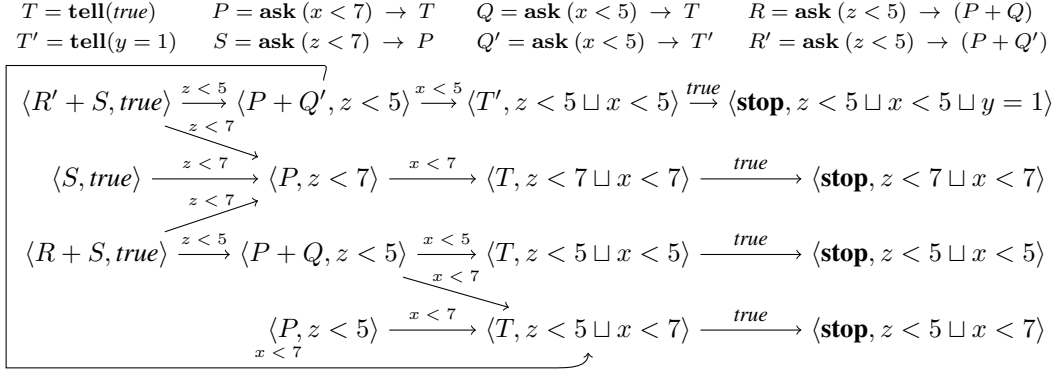 T = tell(true) P = ask (x < 7) → T Q = ask (x < 5) → T R = ask (z < 5) → (P + Q)
T′ = tell(y = 1) S = ask (z < 7) → P Q′ = ask (x < 5) → T′ R′ = ask (z < 5) → (P + Q′)
z < 5 x < 5 true
⟨R′ + S, true⟩ → ⟨P + Q′, z < 5⟩ → ⟨T′, z < 5 ⊔ x < 5⟩ → ⟨stop, z < 5 ⊔ x < 5 ⊔ y = 1⟩
z < 7
z < 7 x < 7 true
⟨S, true⟩ → ⟨P, z < 7⟩ → ⟨T, z < 7 ⊔ x < 7⟩ → ⟨stop, z < 7 ⊔ x < 7⟩
z < 7
z < 5 x < 5 true
⟨R + S, true⟩ → ⟨P + Q, z < 5⟩ → ⟨T, z < 5 ⊔ x < 5⟩ → ⟨stop, z < 5 ⊔ x < 5⟩
x < 7
x < 7 true
⟨P, z < 5⟩ → ⟨T, z < 5 ⊔ x < 7⟩ → ⟨stop, z < 5 ⊔ x < 7⟩
x < 7